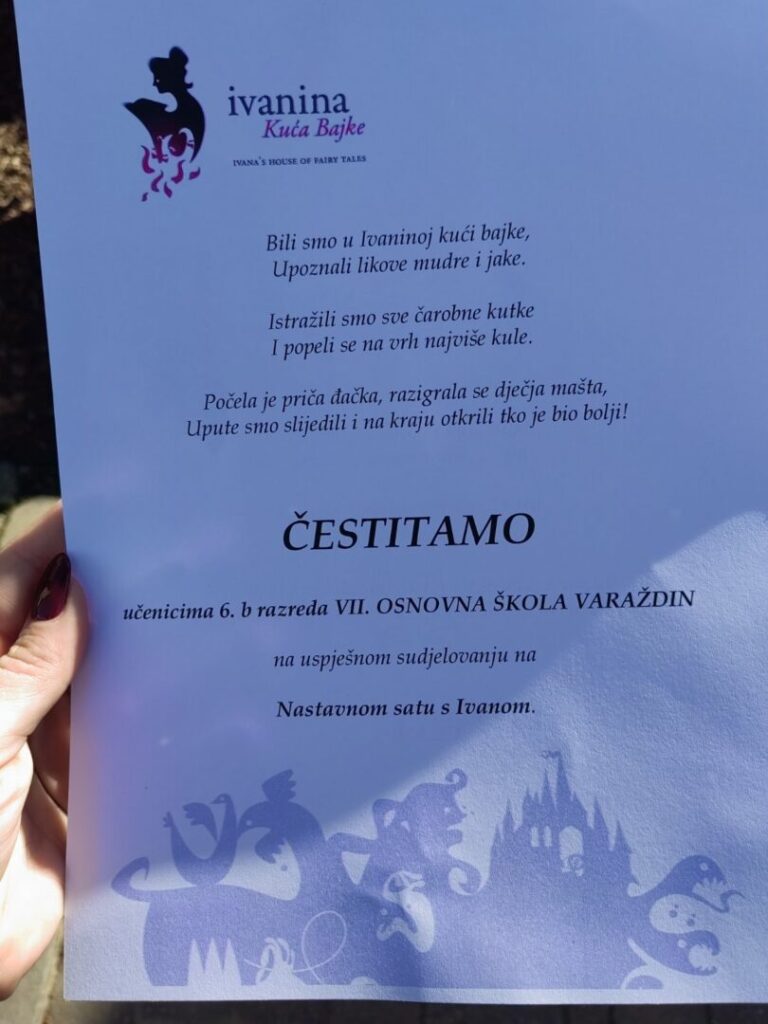 ivanina
Kuća Bajke
IVANA'S HOUSE OF FAIRY TALES
Bili smo u Ivaninoj kući bajke,
Upoznali likove mudre i jake.
Istražili smo sve čarobne kutke
I popeli se na vrh najviše kule.
Počela je priča đačka, razigrala se dječja mašta,
Upute smo slijedili i na kraju otkrili tko je bio bolji!
ČESTITAMO
učenicima 6. b razreda VII. OSNOVNA ŠKOLA VARAŽDIN
na uspješnom sudjelovanju na
Nastavnom satu s Ivanom.